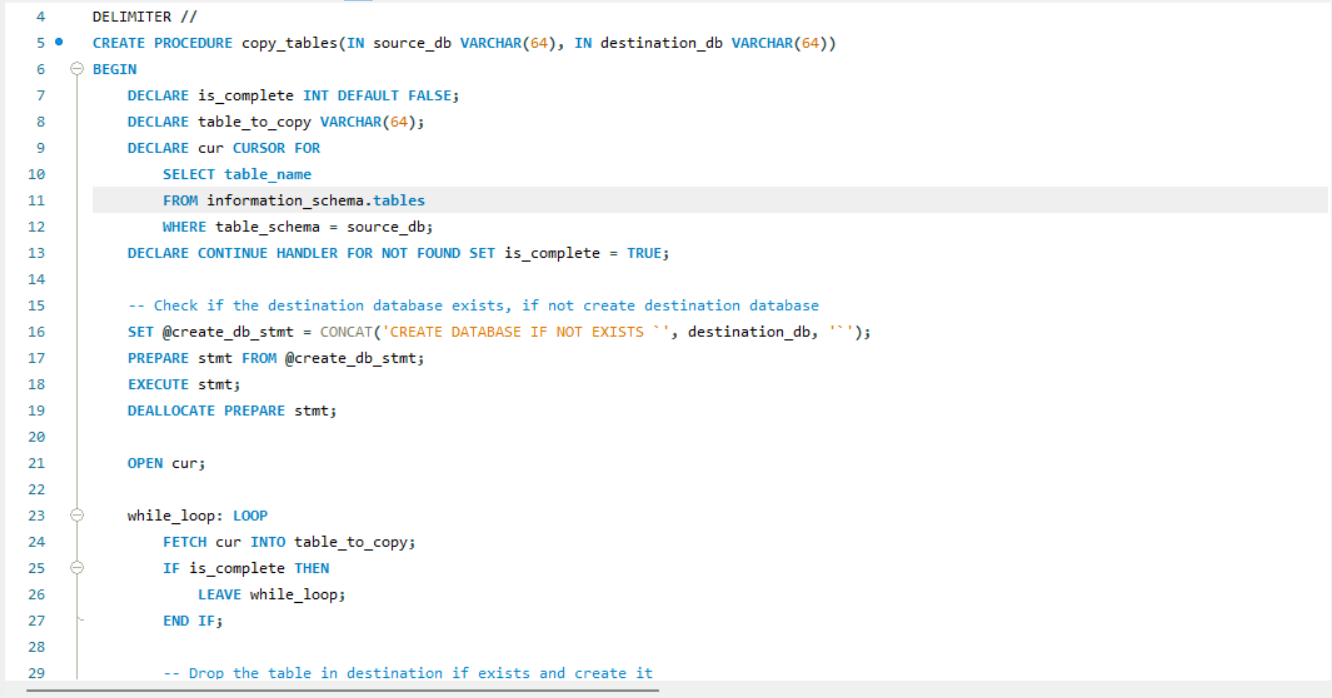 4 DELIMITER //
5 CREATE PROCEDURE copy_tables(IN source_db VARCHAR(64), IN destination_db VARCHAR(64))
6 BEGIN
7 DECLARE is_complete INT DEFAULT FALSE;
8 DECLARE table_to_copy VARCHAR(64);
9 DECLARE cur CURSOR FOR
10 SELECT table_name
11 FROM information_schema.tables
12 WHERE table_schema = source_db;
13 DECLARE CONTINUE HANDLER FOR NOT FOUND SET is_complete = TRUE;
14
15 -- Check if the destination database exists, if not create destination database
16 SET @create_db_stmt = CONCAT('CREATE DATABASE IF NOT EXISTS `', destination_db, '`');
17 PREPARE stmt FROM @create_db_stmt;
18 EXECUTE stmt;
19 DEALLOCATE PREPARE stmt;
20
21 OPEN cur;
22
23 while_loop: LOOP
24 FETCH cur INTO table_to_copy;
25 IF is_complete THEN
26 LEAVE while_loop;
27 END IF;
28
29 -- Drop the table in destination if exists and create it